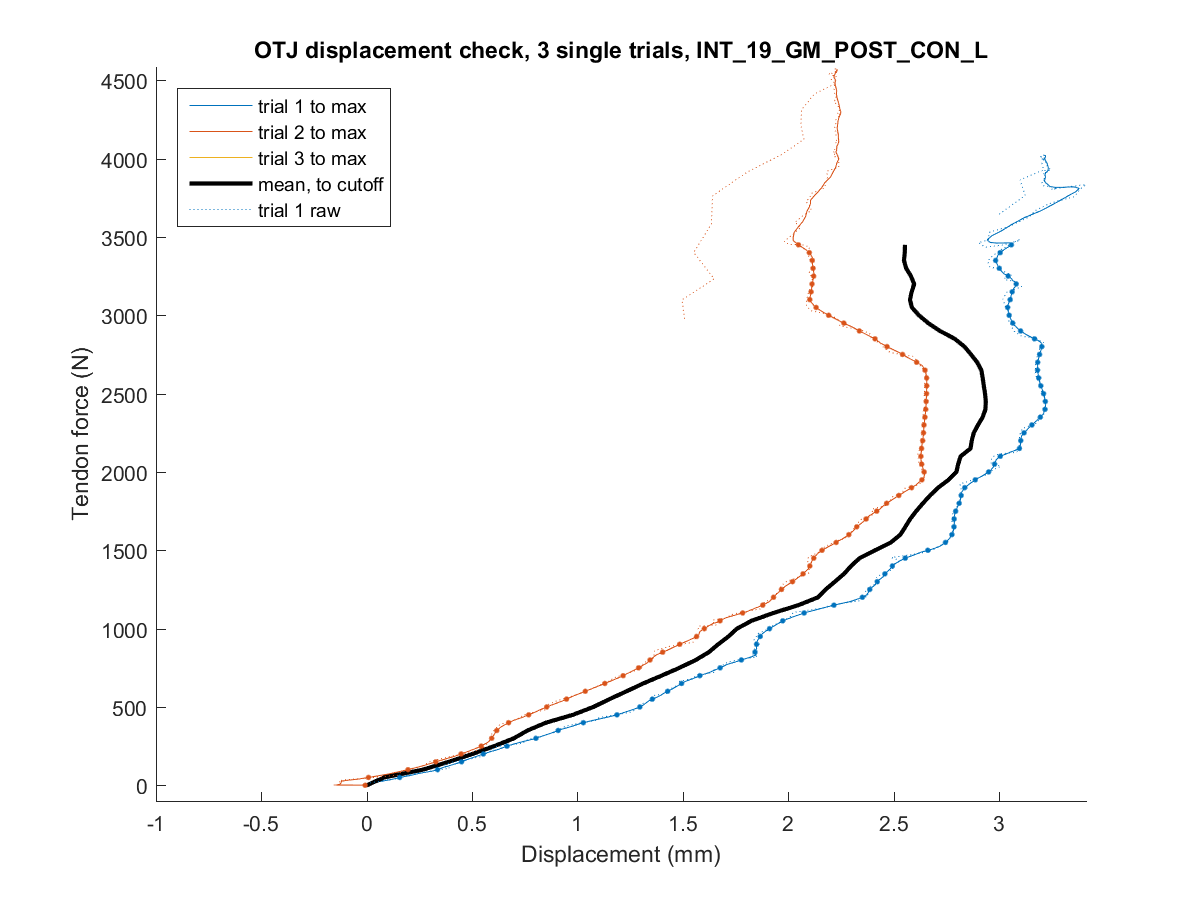 OTJ displacement check, 3 single trials, INT_19_GM_POST_CON_L
trial 1 to max
trial 2 to max
trial 3 to max
mean, to cutoff
trial 1 raw
4500
4000
3500
3000
2500
2000
1500
1000
500
0
Tendon force (N)
-1 -0.5 0 0.5 1 1.5 2 2.5 3
Displacement (mm)